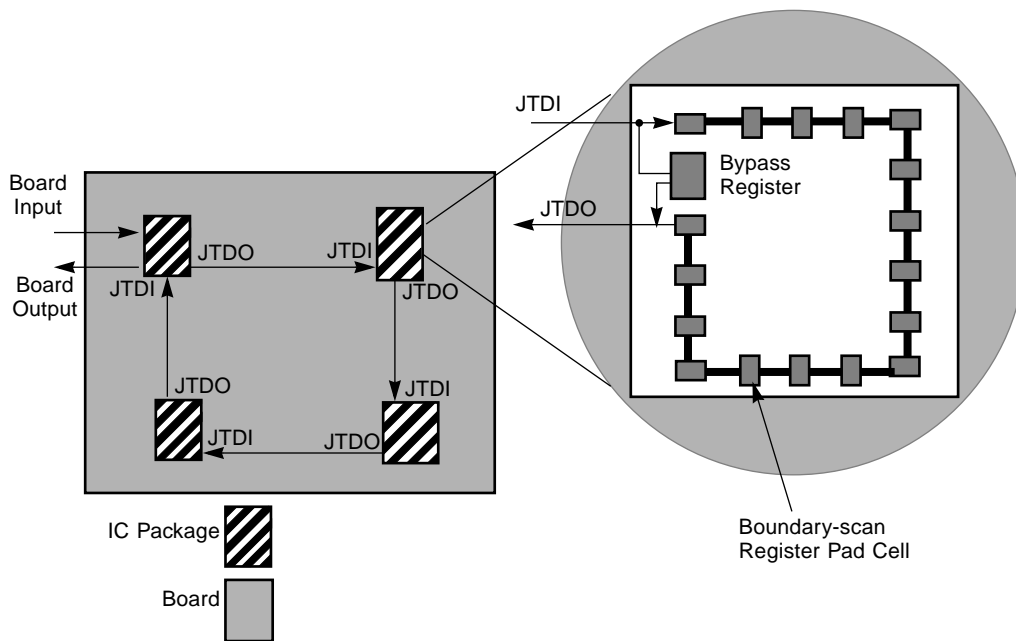 JTDI
Bypass
Register
JTDO
Board
Input
JTDO
JTDI
JTDI
Board
Output
JTDO
JTDO
JTDI
JTDI
JTDO
IC Package
Board
Boundary-scan
Register Pad Cell